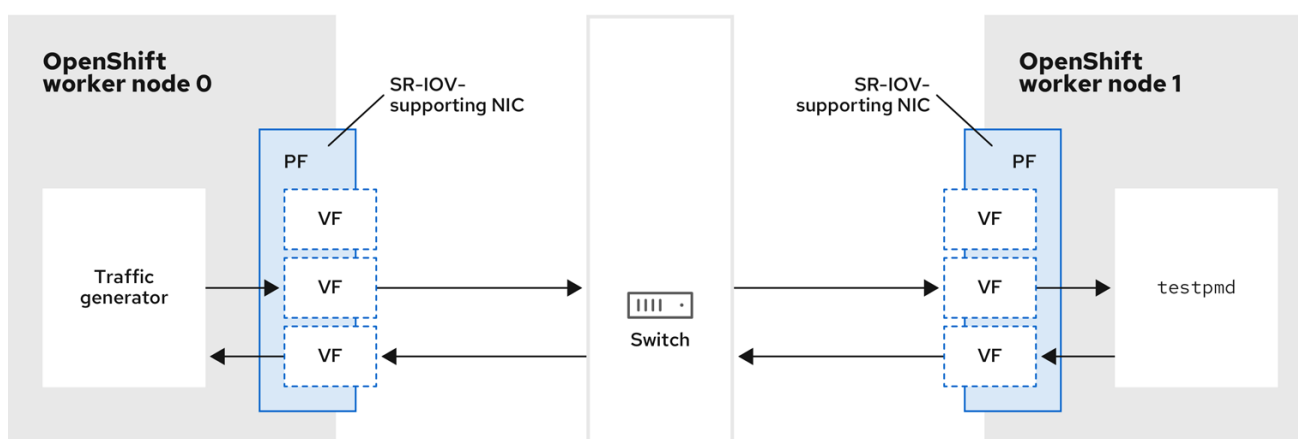 OpenShift
worker node 0
SR-IOV-
supporting NIC
SR-IOV-
supporting NIC
OpenShift
worker node 1
PF
PF
VF
VF
Traffic
generator
VF
VF
testpmd
Switch
VF
VF